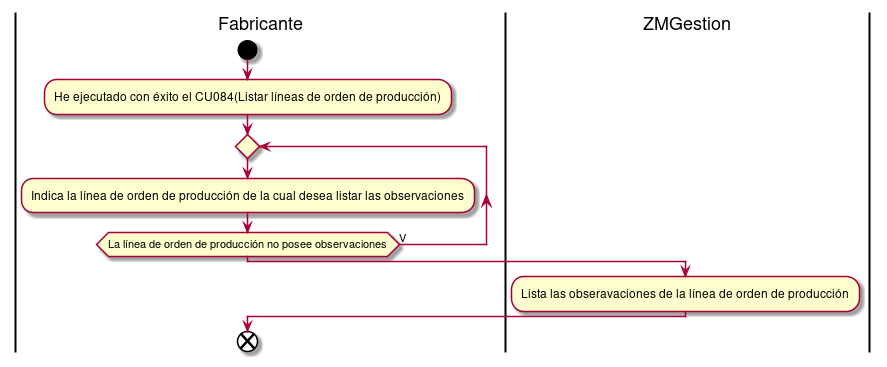 Fabricante
ZMGestion
He ejecutado con éxito el CU084(Listar líneas de orden de producción)
Indica la línea de orden de producción de la cual desea listar las observaciones
La línea de orden de producción no posee observaciones
V
Lista las obseravaciones de la línea de orden de producción